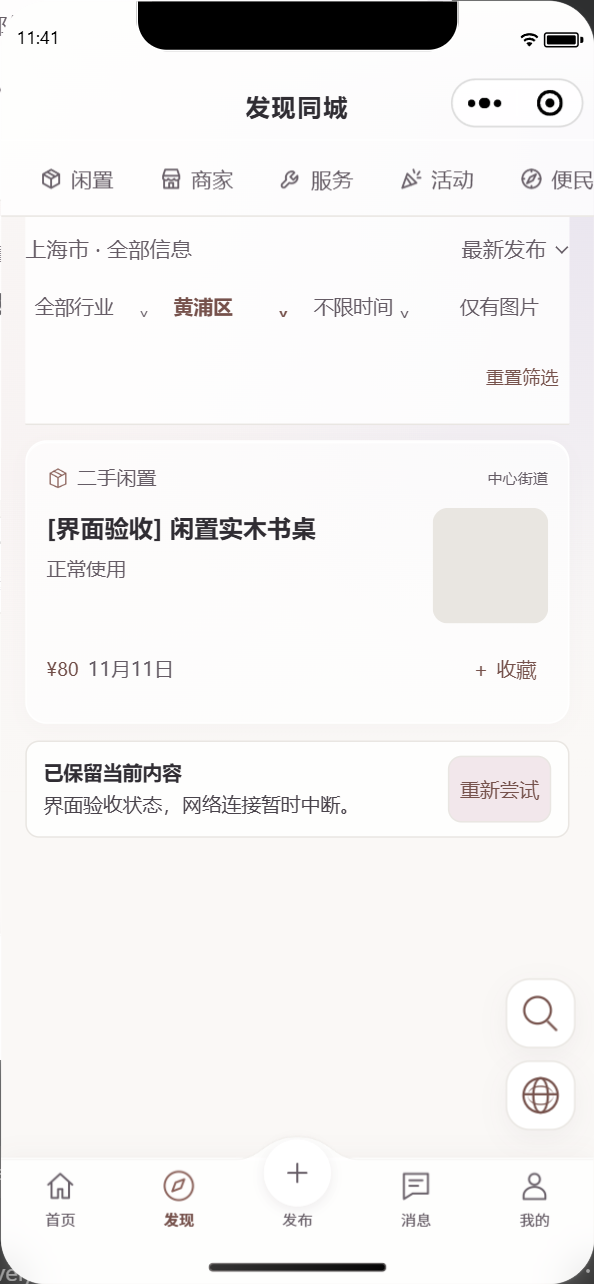 11:41
发现同城
闲置 商家 服务 活动 便民
上海市 · 全部信息 最新发布
全部行业 黄浦区 不限时间 仅有图片
重置筛选
二手闲置 中心街道
[界面验收] 闲置实木书桌
正常使用
¥80 11月11日 + 收藏
已保留当前内容
界面验收状态，网络连接暂时中断。
重新尝试
首页 发现 发布 消息 我的